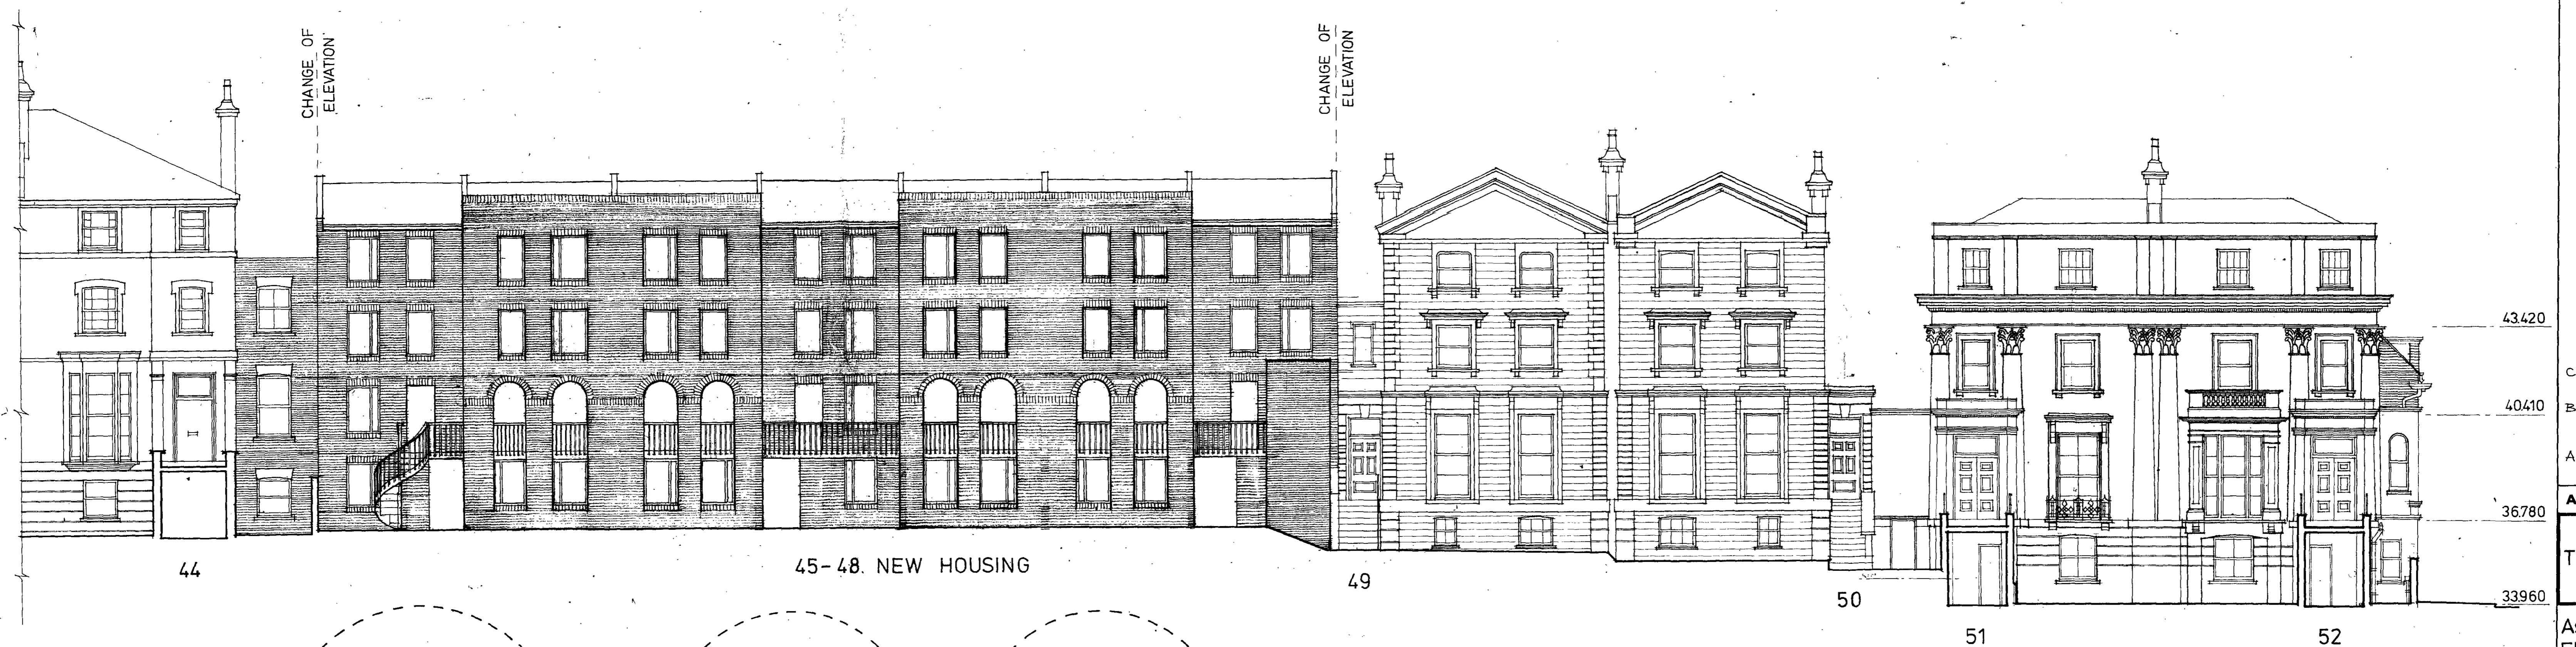 CHANGE OF
ELEVATION
CHANGE OF
ELEVATION
43.420
40.410
36.780
33.960
C
B
A
A
T
44
45-48. NEW HOUSING
49
50
51
52